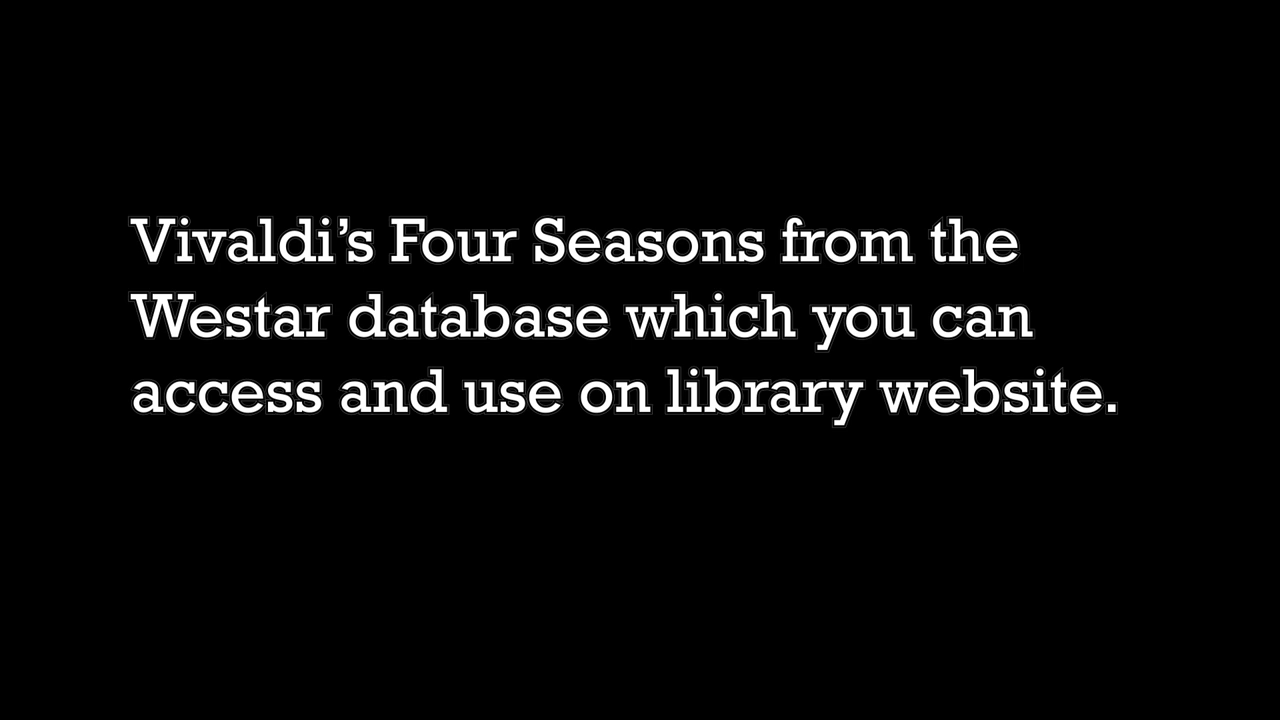 Vivaldi’s Four Seasons from the
Westar database which you can
access and use on library website.